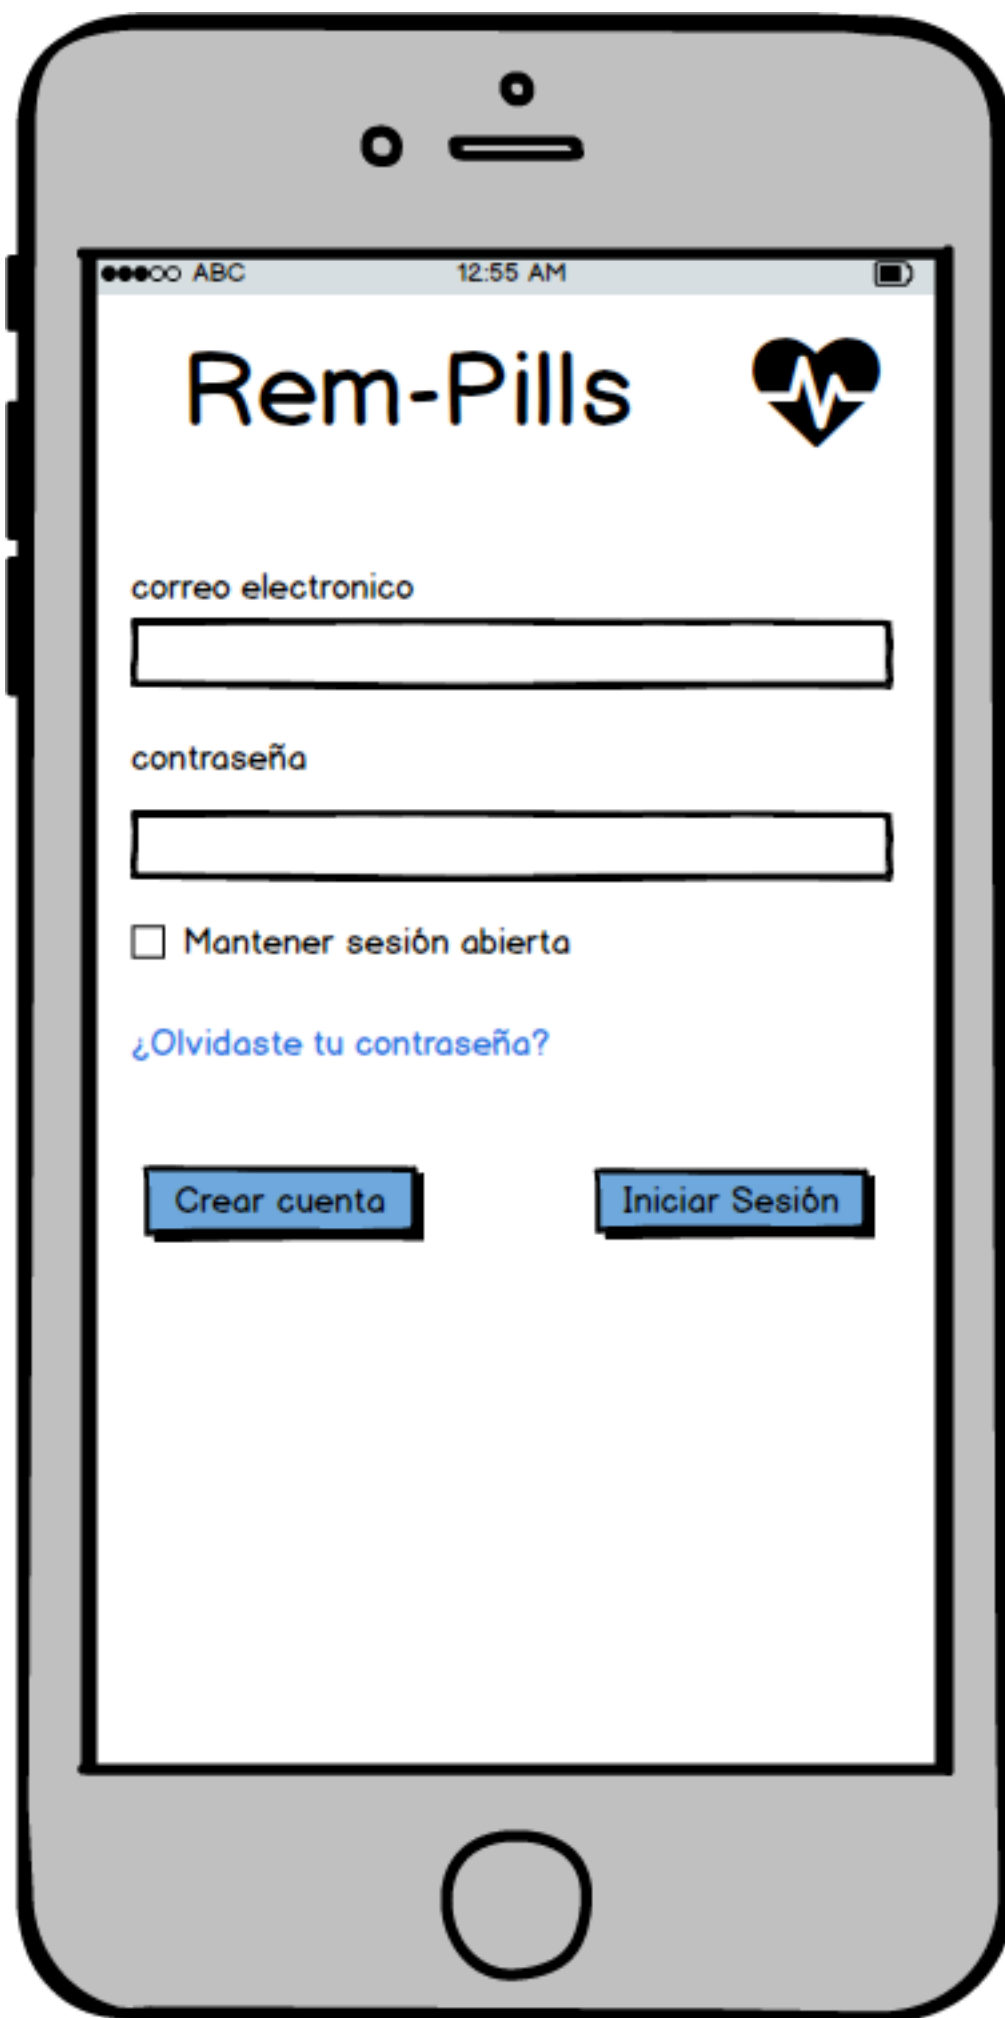 ABC 12:55 AM
Rem-Pills
correo electronico
contraseña
Mantener sesión abierta
¿Olvidaste tu contraseña?
Crear cuenta Iniciar Sesión